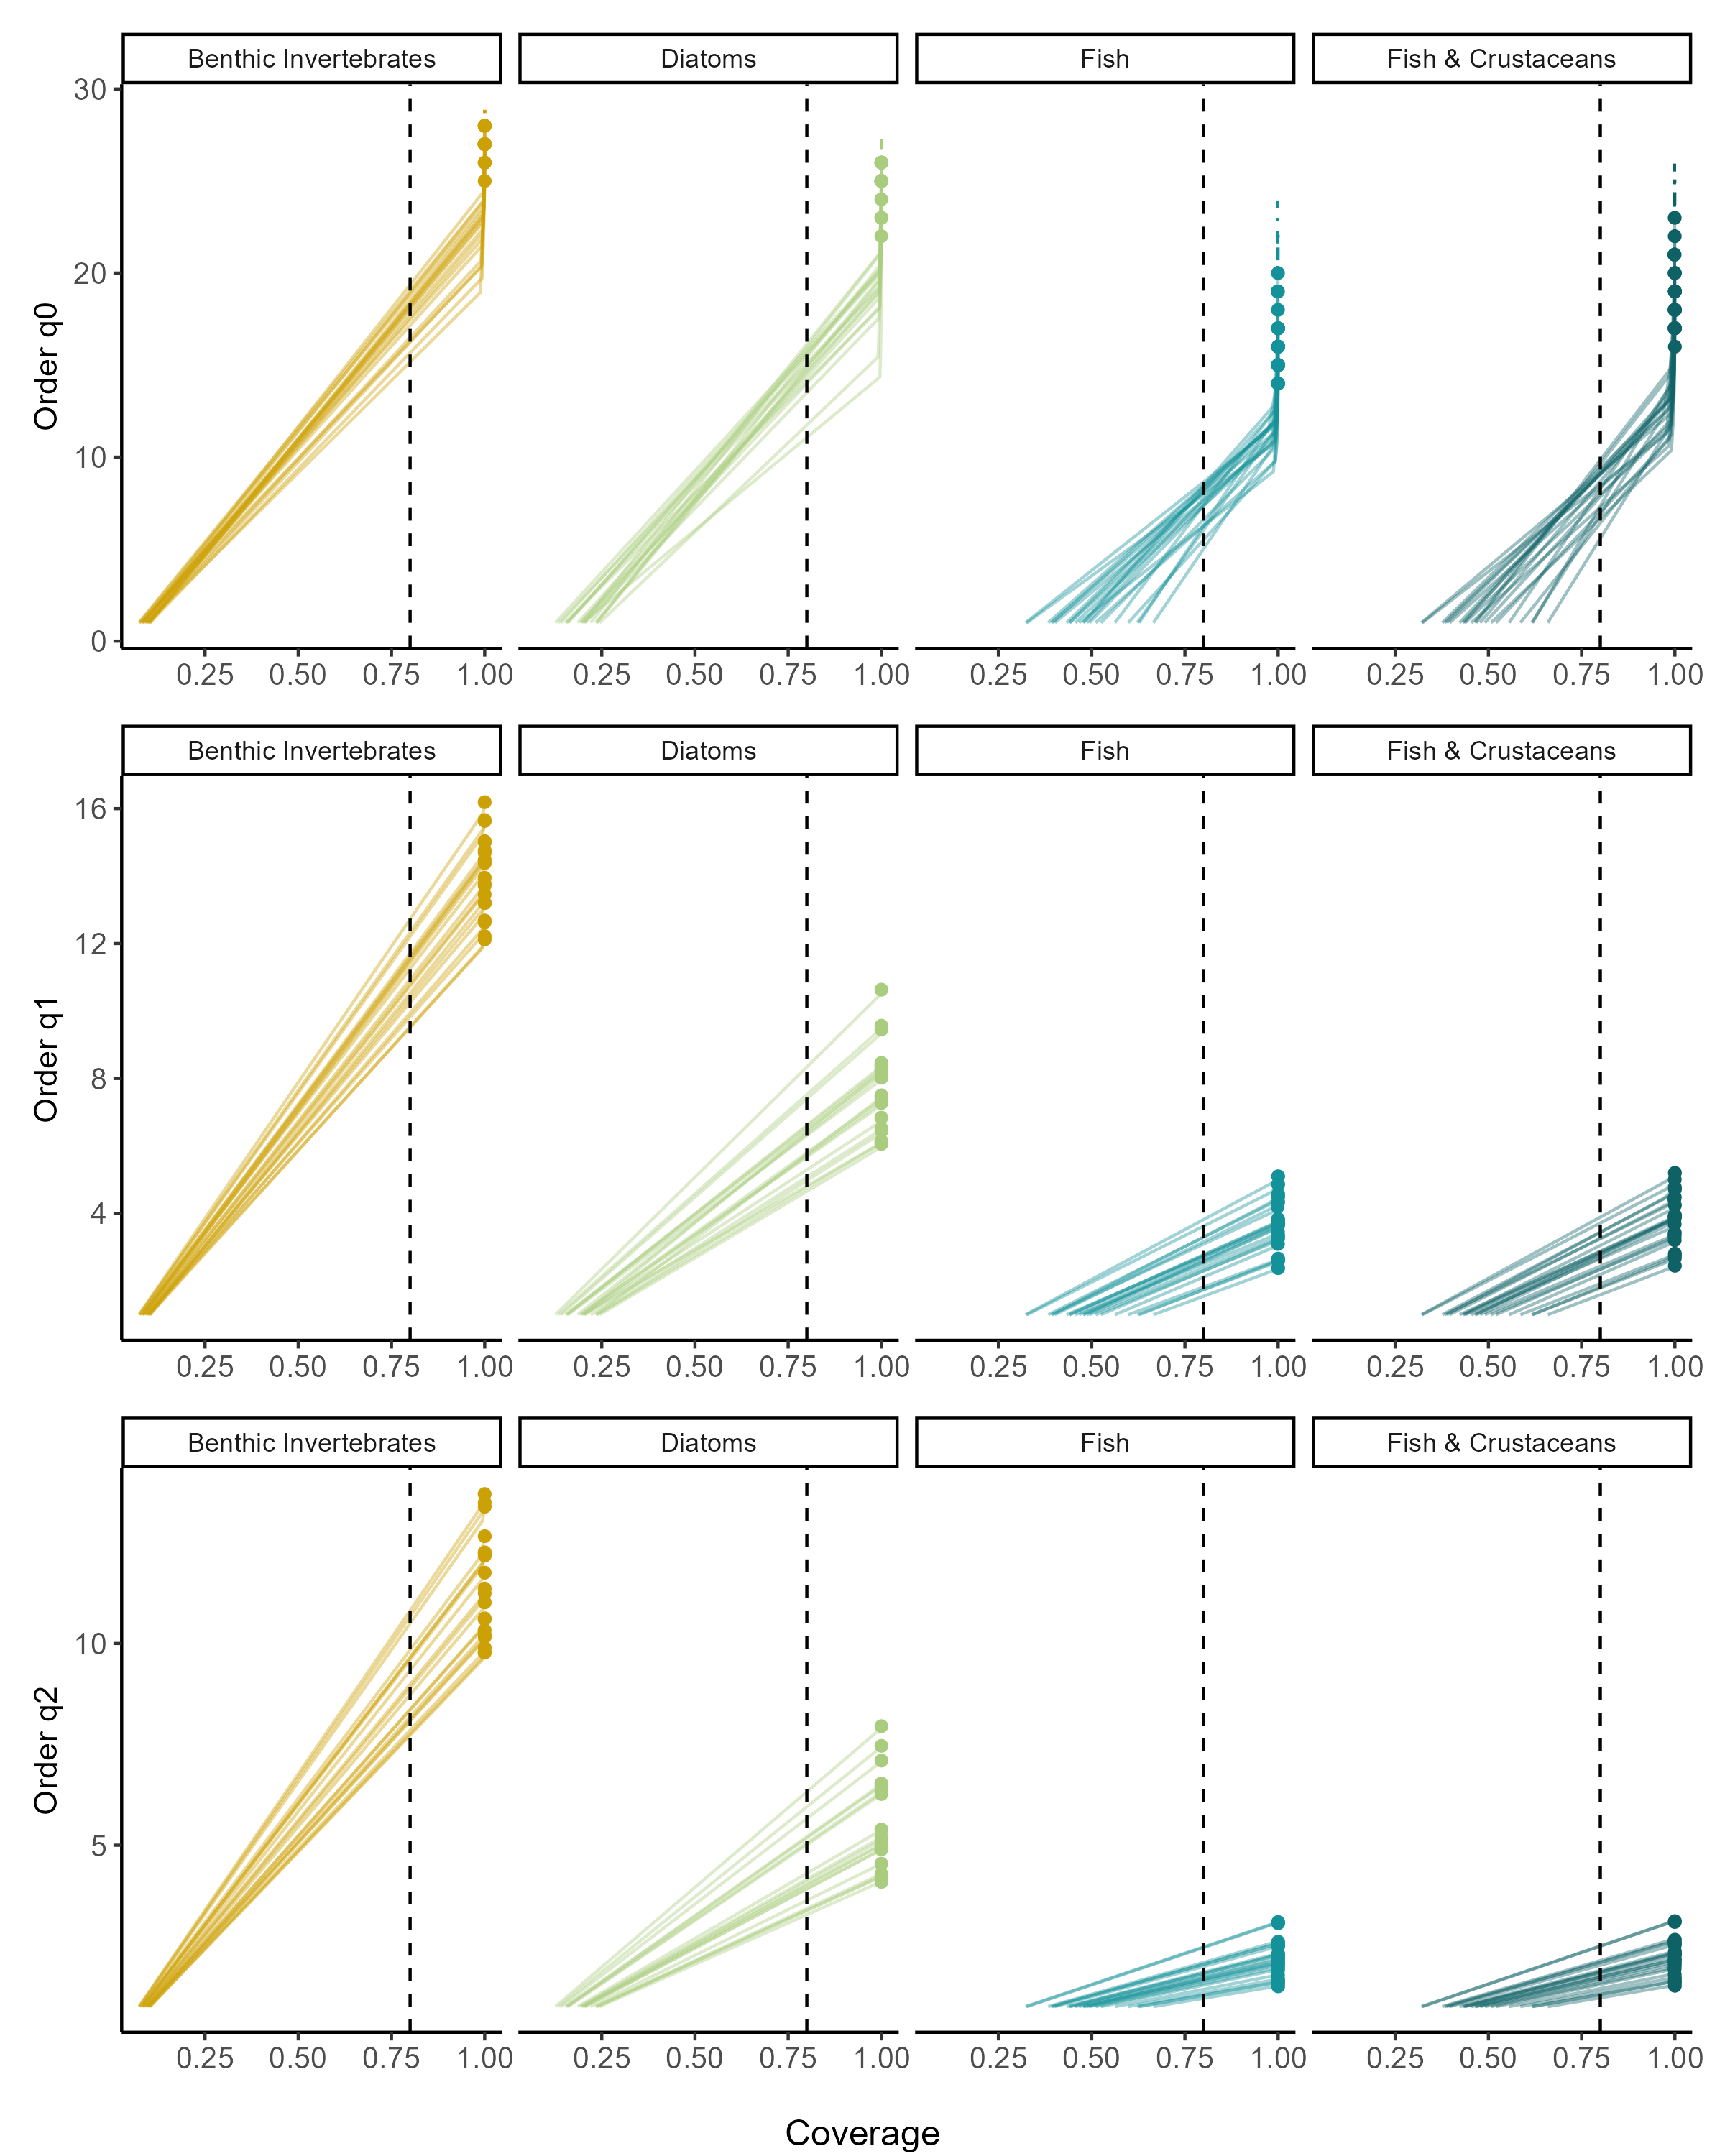 Benthic Invertebrates Diatoms Fish Fish & Crustaceans
30
20
10
0
Order q0
0.25 0.50 0.75 1.00 0.25 0.50 0.75 1.00 0.25 0.50 0.75 1.00 0.25 0.50 0.75 1.00
Benthic Invertebrates Diatoms Fish Fish & Crustaceans
16
12
8
4
Order q1
0.25 0.50 0.75 1.00 0.25 0.50 0.75 1.00 0.25 0.50 0.75 1.00 0.25 0.50 0.75 1.00
Benthic Invertebrates Diatoms Fish Fish & Crustaceans
10
5
Order q2
0.25 0.50 0.75 1.00 0.25 0.50 0.75 1.00 0.25 0.50 0.75 1.00 0.25 0.50 0.75 1.00
Coverage